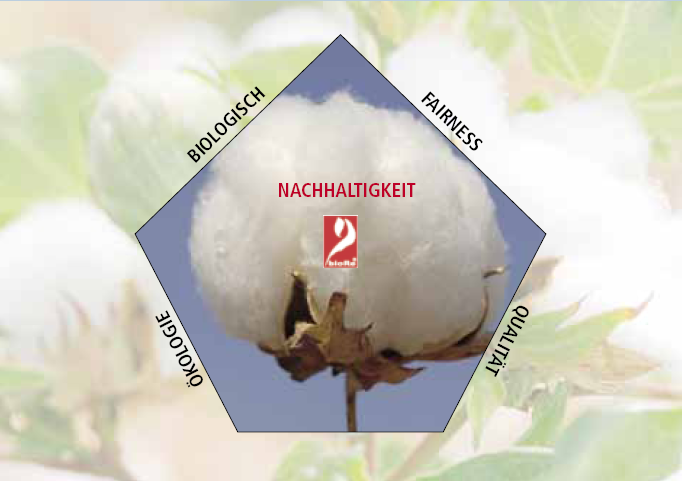 BIOLOGISCH
FAIRNESS
NACHHALTIGKEIT
bioRe
ÖKOLOGIE
QUALITÄT